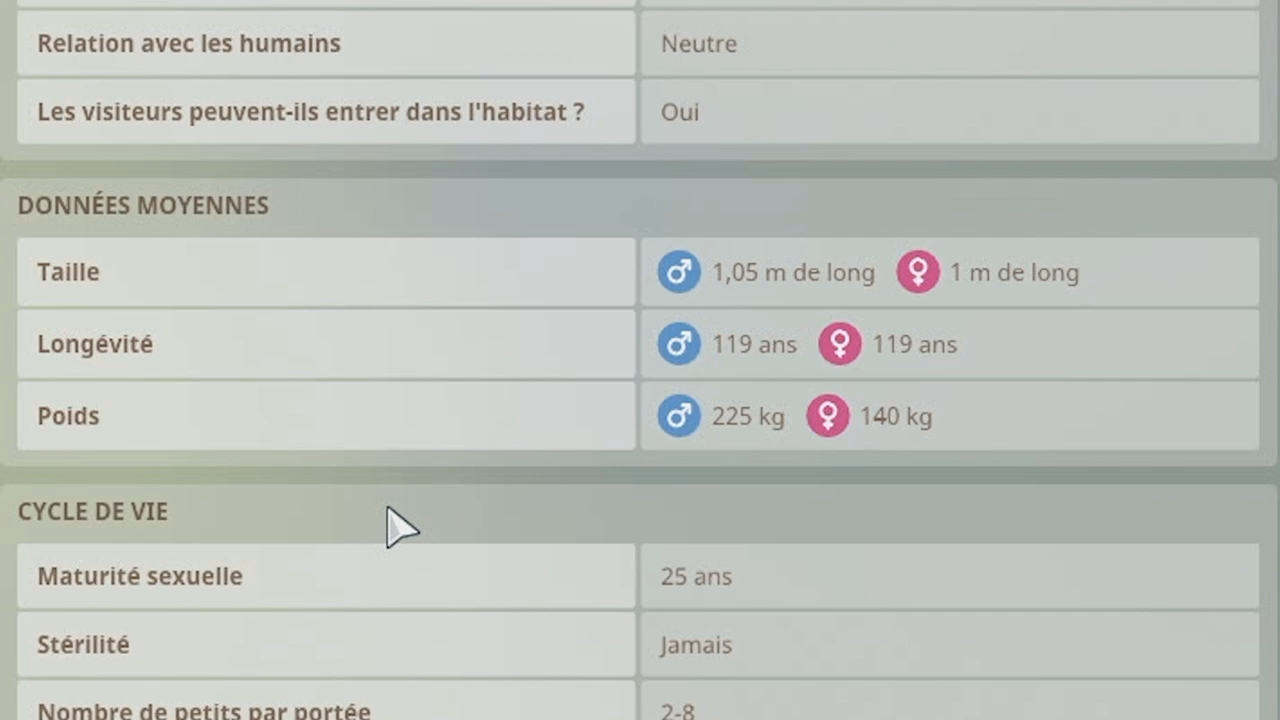 Relation avec les humains Neutre
Les visiteurs peuvent-ils entrer dans l'habitat ? Oui
DONNÉES MOYENNES
Taille 1,05 m de long 1 m de long
Longévité 119 ans 119 ans
Poids 225 kg 140 kg
CYCLE DE VIE
Maturité sexuelle 25 ans
Stérilité Jamais
Nombre de petits par portée 2-8